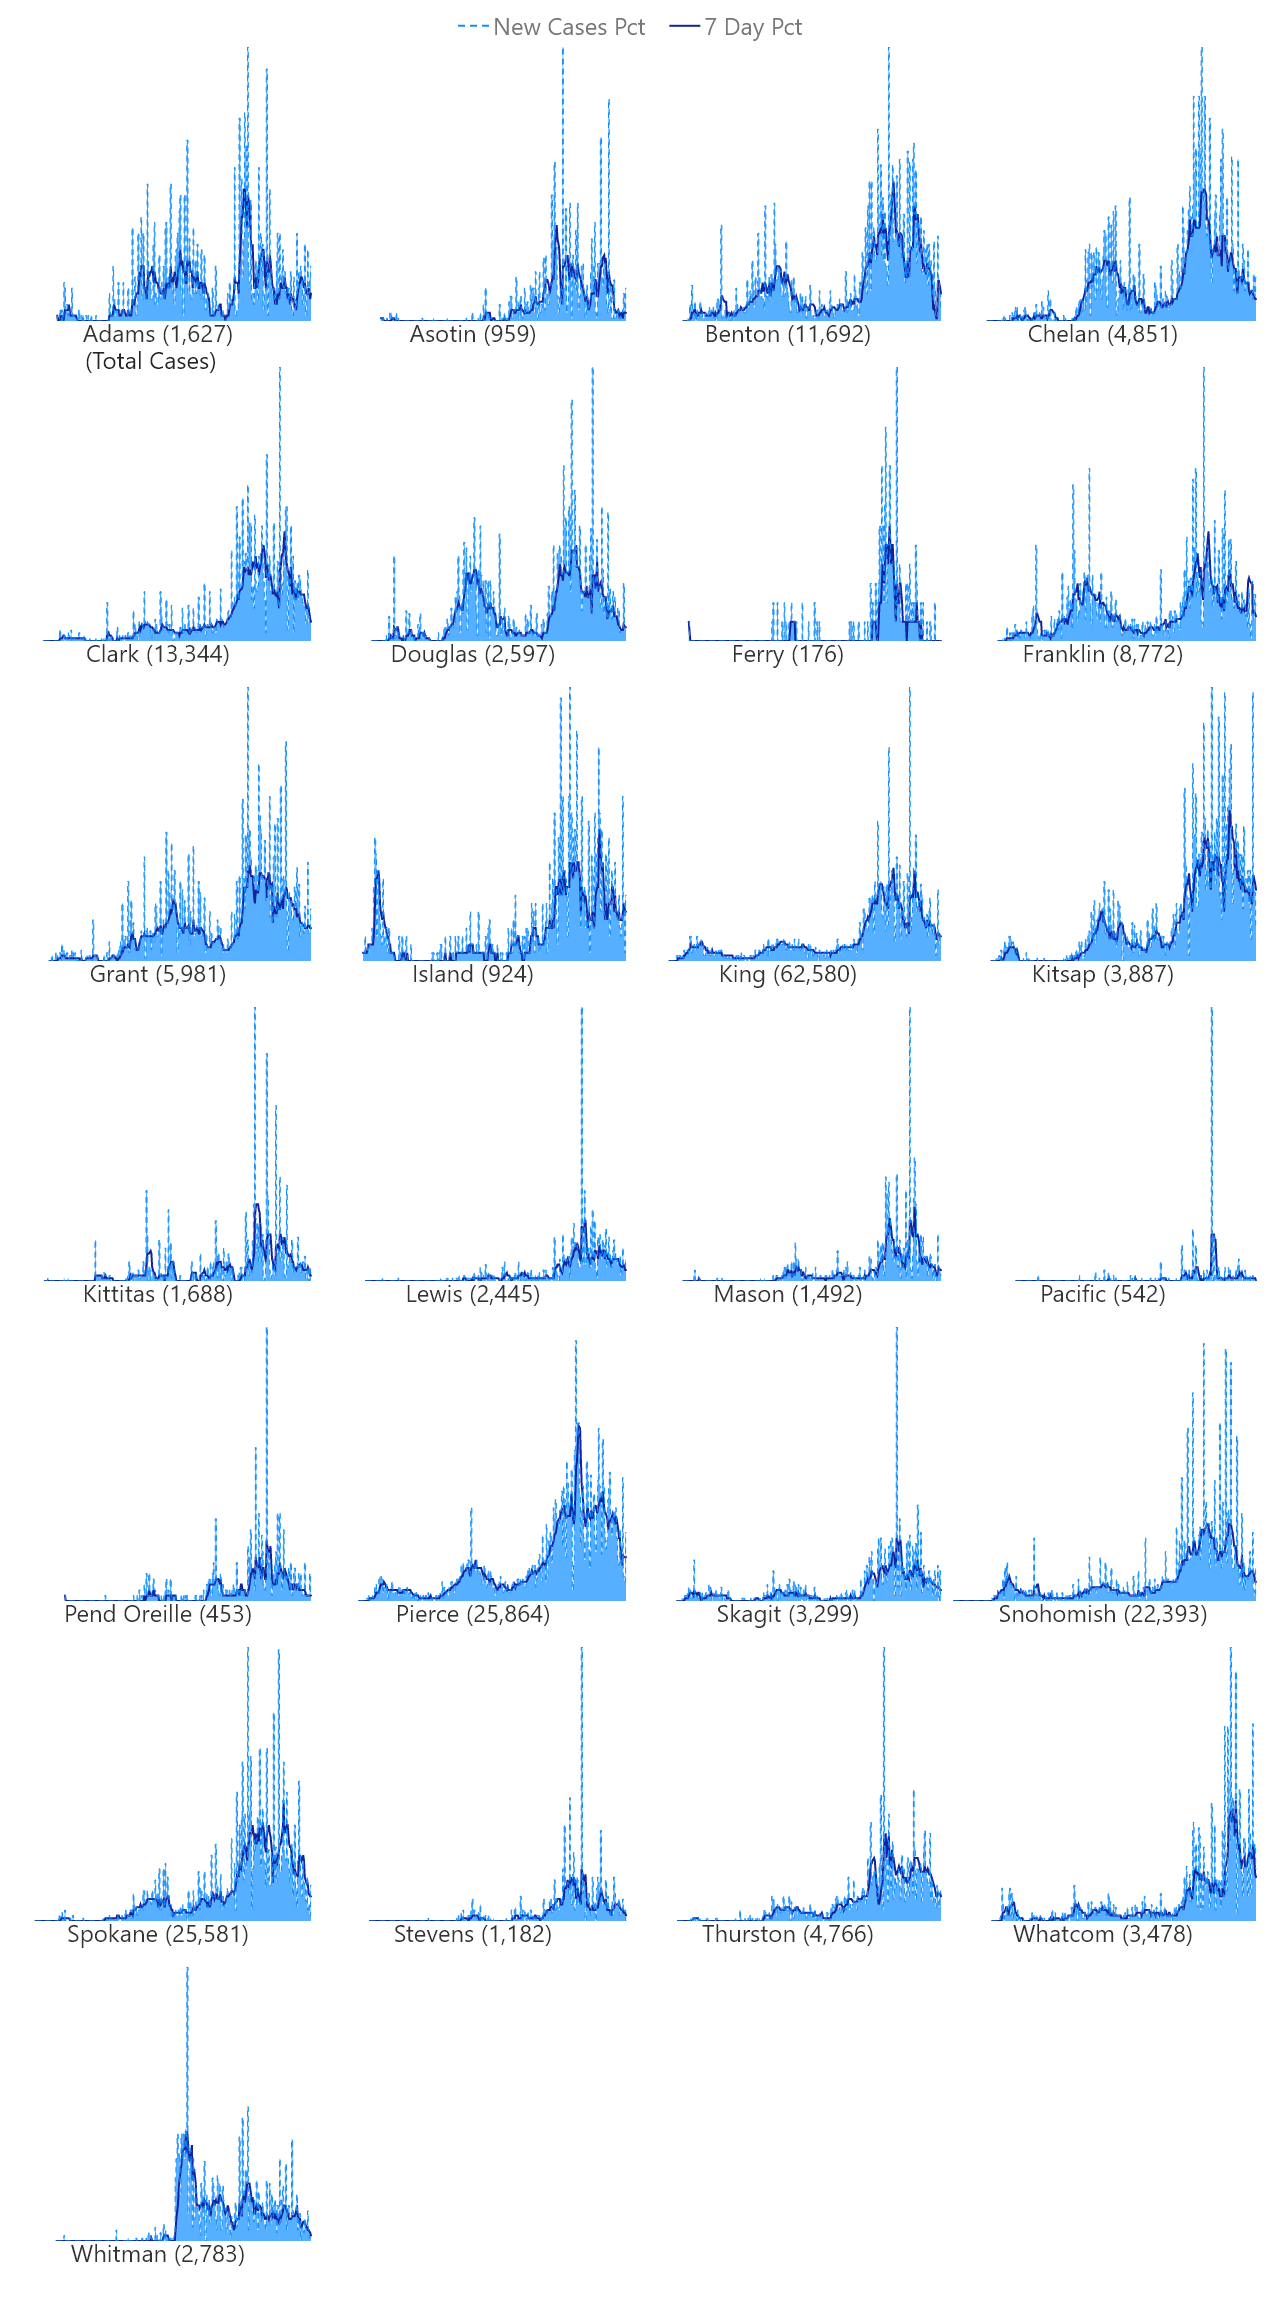 New Cases Pct 7 Day Pct
Adams (1,627) Asotin (959) Benton (11,692) Chelan (4,851)
(Total Cases)
Clark (13,344) Douglas (2,597) Ferry (176) Franklin (8,772)
Grant (5,981) Island (924) King (62,580) Kitsap (3,887)
Kittitas (1,688) Lewis (2,445) Mason (1,492) Pacific (542)
Pend Oreille (453) Pierce (25,864) Skagit (3,299) Snohomish (22,393)
Spokane (25,581) Stevens (1,182) Thurston (4,766) Whatcom (3,478)
Whitman (2,783)